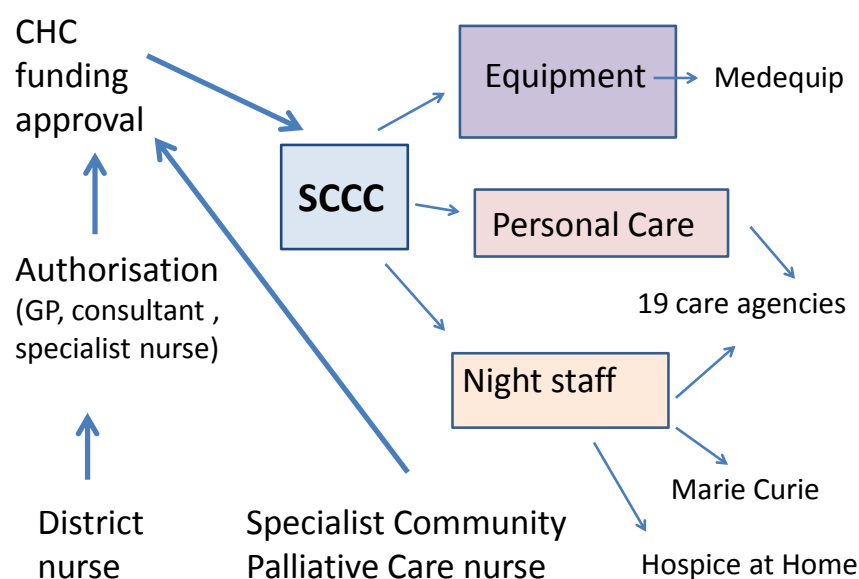 CHC
funding
approval
Equipment
Medequip
SCCC
Personal Care
Authorisation
(GP, consultant ,
specialist nurse)
19 care agencies
Night staff
Marie Curie
District
nurse
Specialist Community
Palliative Care nurse
Hospice at Home